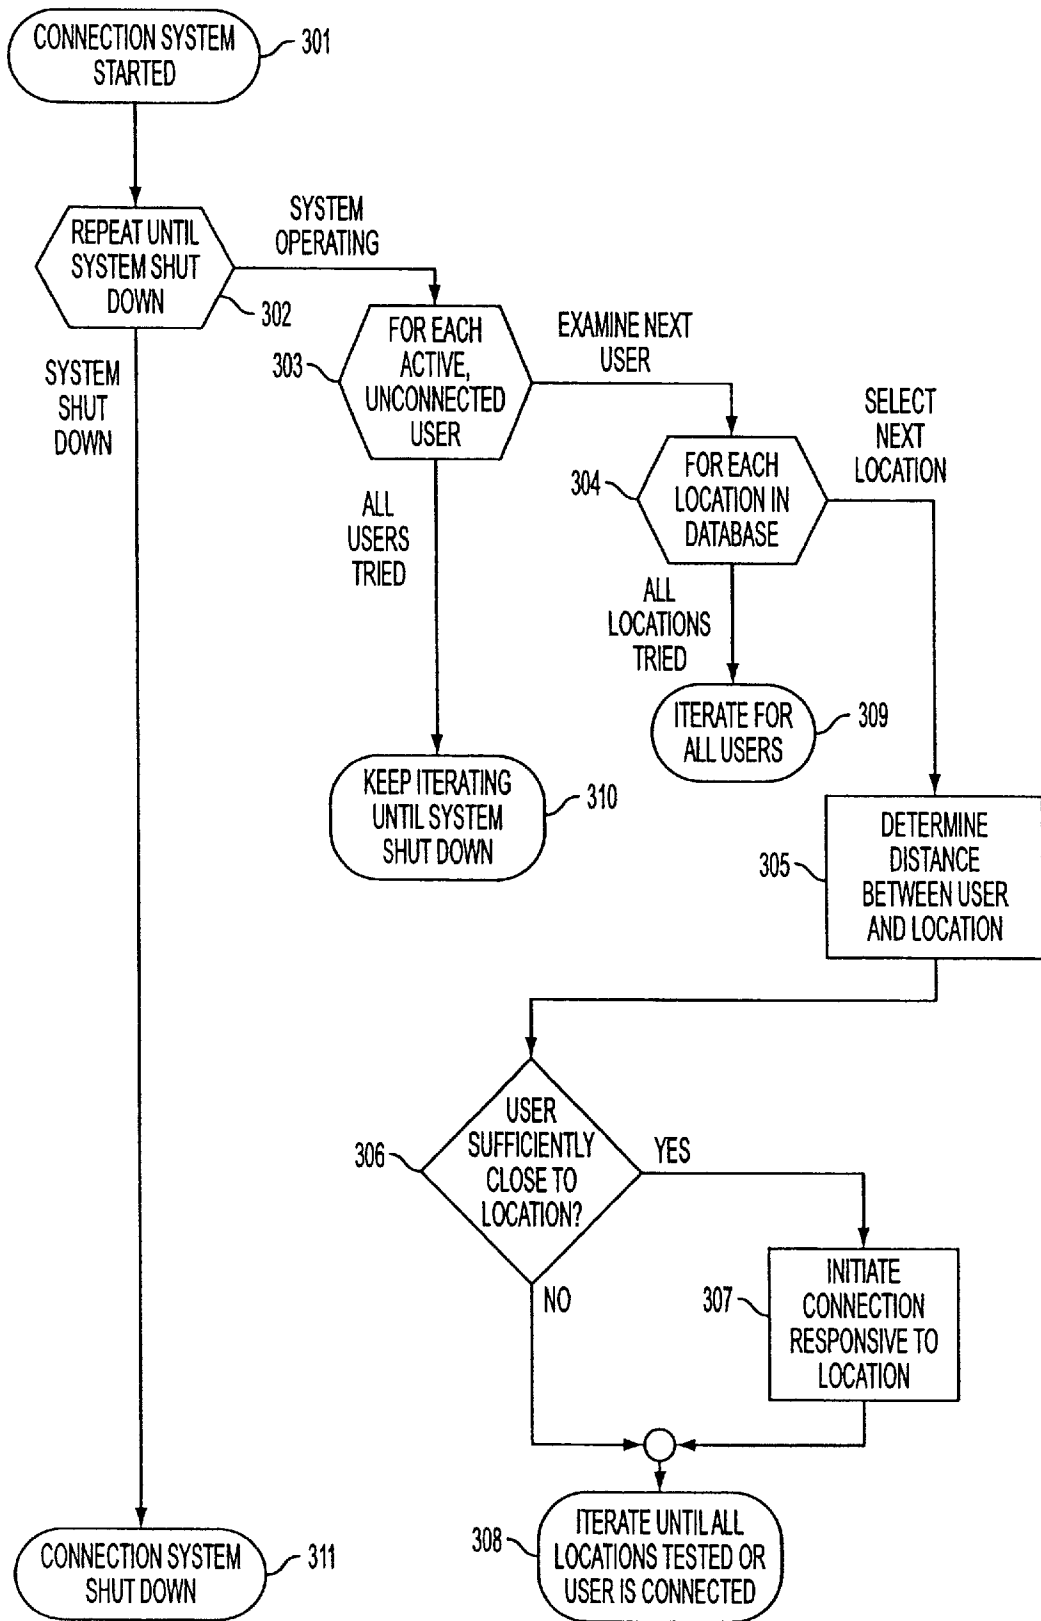 CONNECTION SYSTEM
STARTED
301
REPEAT UNTIL
SYSTEM SHUT
DOWN
302
SYSTEM
OPERATING
SYSTEM
SHUT
DOWN
303
FOR EACH
ACTIVE,
UNCONNECTED
USER
EXAMINE NEXT
USER
ALL
USERS
TRIED
304
FOR EACH
LOCATION IN
DATABASE
SELECT
NEXT
LOCATION
ALL
LOCATIONS
TRIED
ITERATE FOR
ALL USERS
309
KEEP ITERATING
UNTIL SYSTEM
SHUT DOWN
310
305
DETERMINE
DISTANCE
BETWEEN USER
AND LOCATION
306
USER
SUFFICIENTLY
CLOSE TO
LOCATION?
YES
NO
307
INITIATE
CONNECTION
RESPONSIVE TO
LOCATION
308
ITERATE UNTIL ALL
LOCATIONS TESTED OR
USER IS CONNECTED
CONNECTION SYSTEM
SHUT DOWN
311